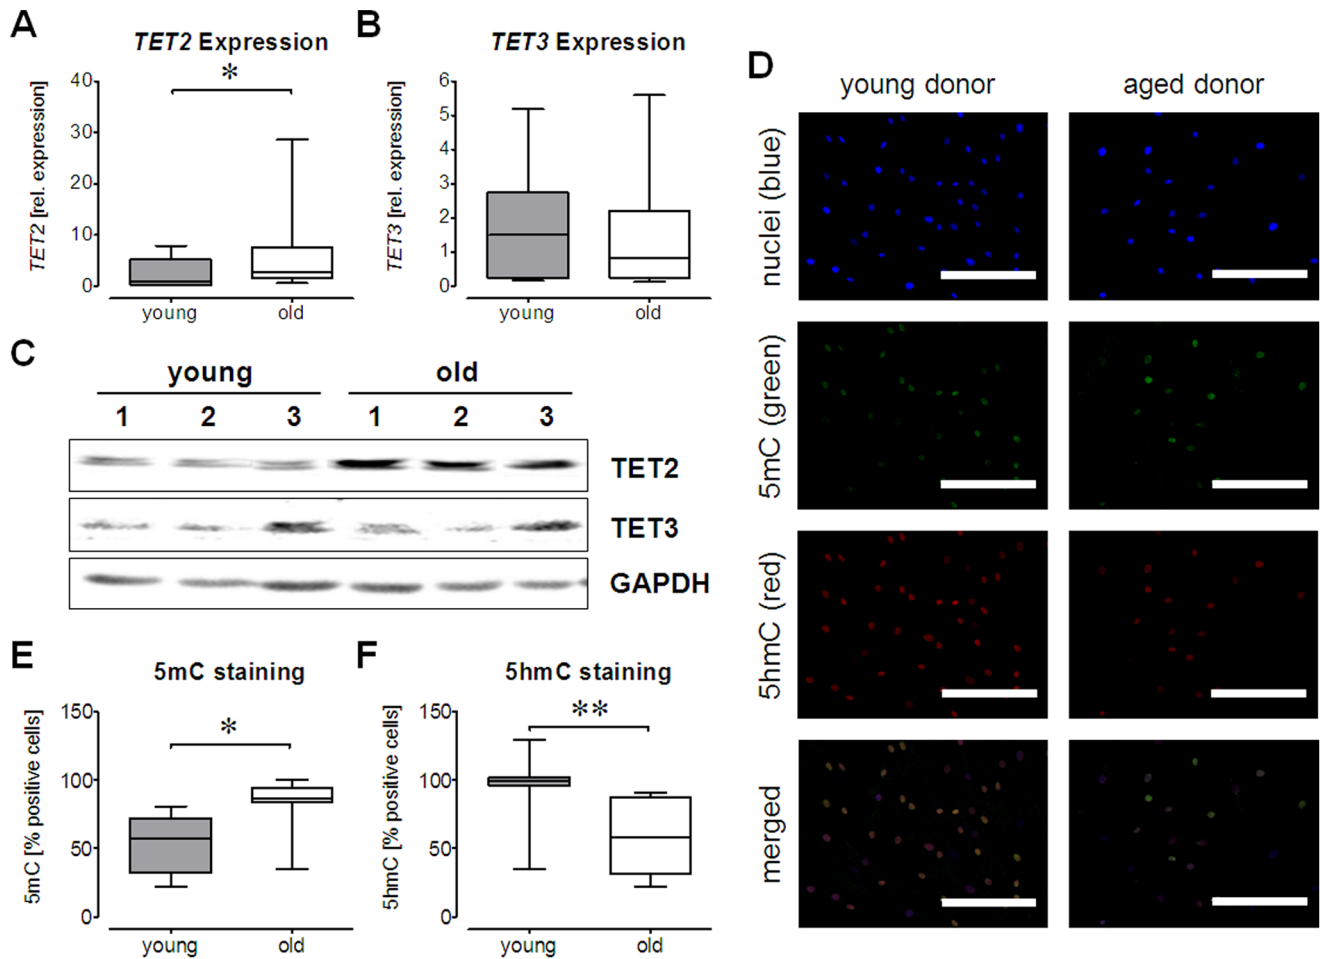 A
TET2 Expression
*
TET2 [rel. expression]
40
30
20
10
0
young
old
B
TET3 Expression
TET3 [rel. expression]
6
5
4
3
2
1
0
young
old
C
young
old
1
2
3
1
2
3
TET2
TET3
GAPDH
D
young donor
aged donor
nuclei (blue)
5mC (green)
5hmC (red)
merged
E
5mC staining
*
5mC [% positive cells]
150
100
50
0
young
old
F
5hmC staining
**
5hmC [% positive cells]
150
100
50
0
young
old